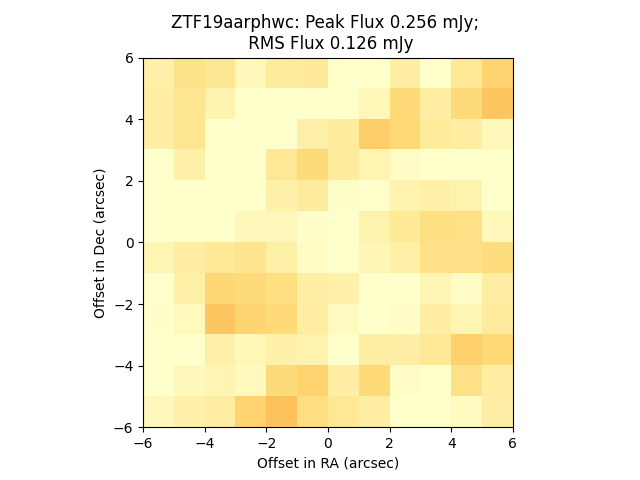 ZTF19aarphwc: Peak Flux 0.256 mJy;
RMS Flux 0.126 mJy
6
4
2
0
−2
−4
−6
Offset in Dec (arcsec)
−6 −4 −2 0 2 4 6
Offset in RA (arcsec)